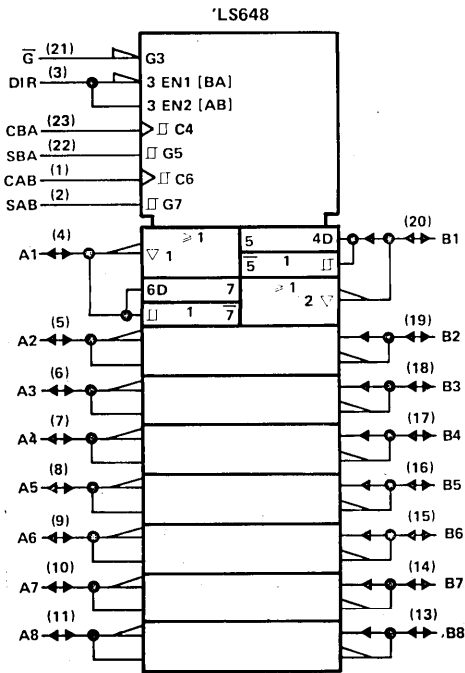 'LS648
G̅ (21) G3
DIR (3) 3 EN1 [BA]
3 EN2 [AB]
CBA (23) C4
SBA (22) G5
CAB (1) C6
SAB (2) G7
A1 (4) ≥ 1 5 4D (20) B1
▽ 1 5̅ 1
6D 7 ≥ 1
1 7̅ 2 ▽
A2 (5) (19) B2
A3 (6) (18) B3
A4 (7) (17) B4
A5 (8) (16) B5
A6 (9) (15) B6
A7 (10) (14) B7
A8 (11) (13) B8